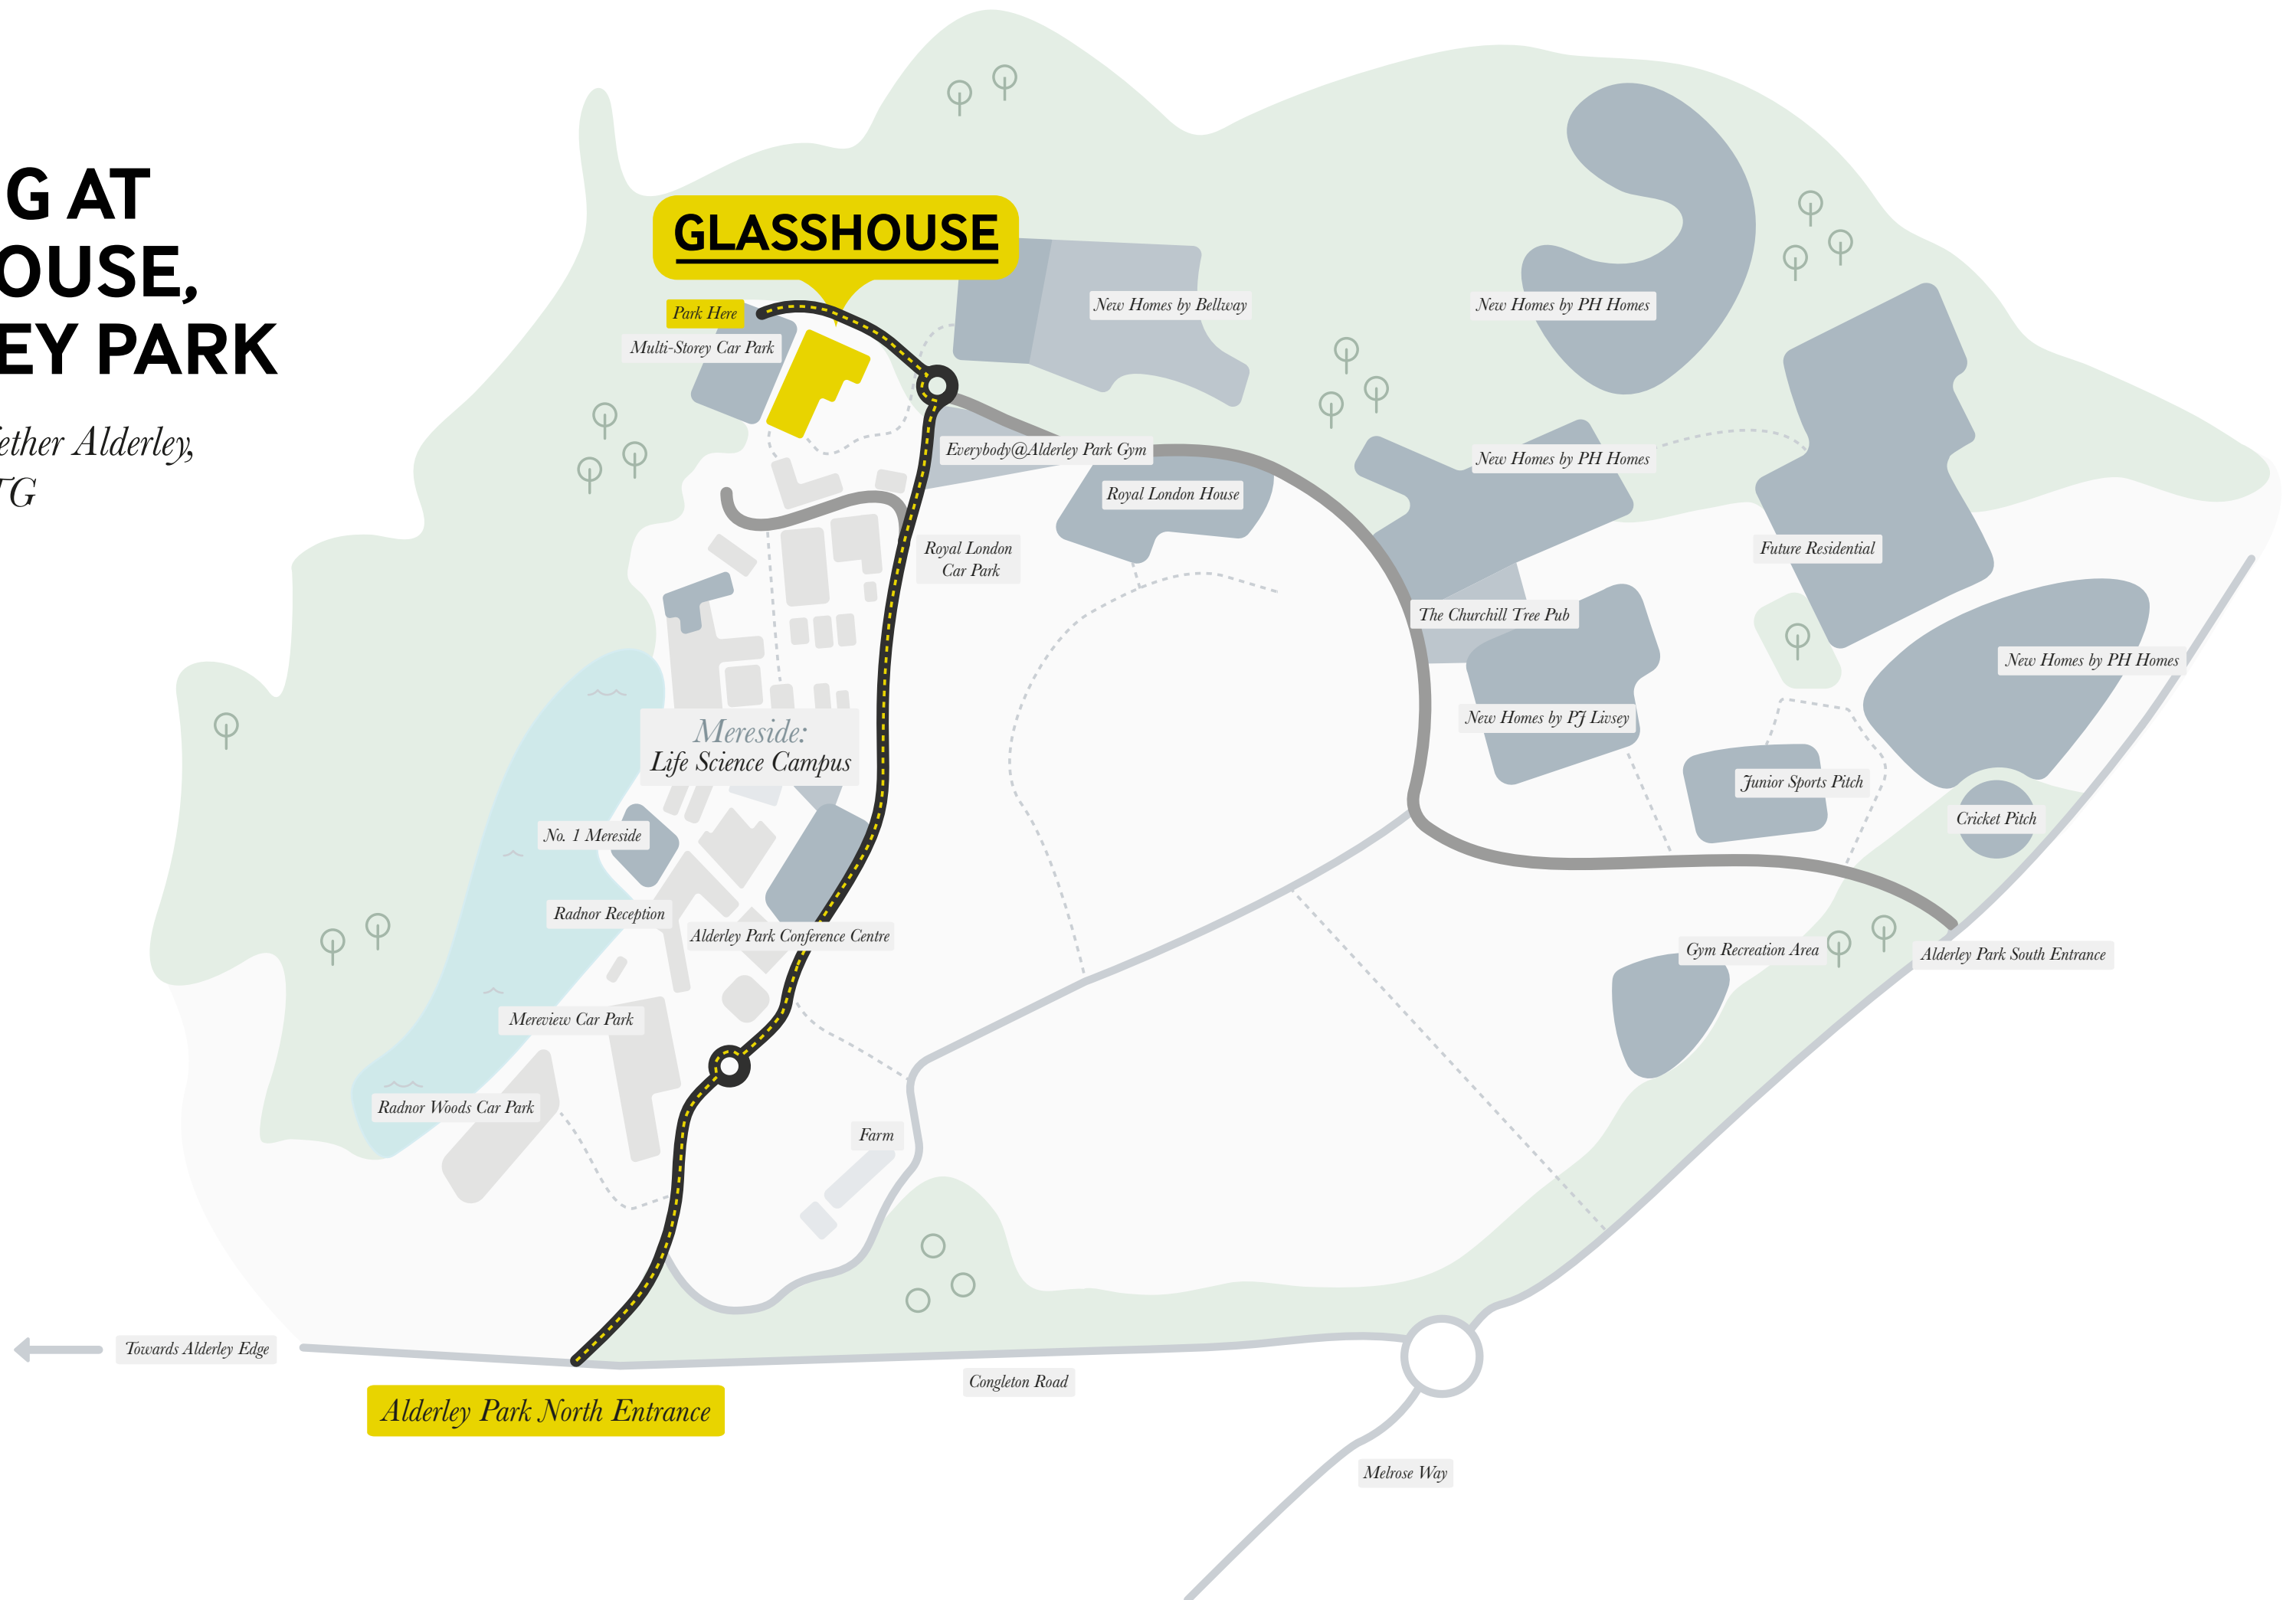 G AT
OUSE,
EY PARK
ether Alderley,
TG
GLASSHOUSE
Park Here
Multi-Storey Car Park
New Homes by Bellway
New Homes by PH Homes
Everybody@Alderley Park Gym
New Homes by PH Homes
Royal London House
Royal London
Car Park
Future Residential
The Churchill Tree Pub
New Homes by PH Homes
New Homes by PJ Livsey
Mereside:
Life Science Campus
Junior Sports Pitch
Cricket Pitch
No. 1 Mereside
Radnor Reception
Alderley Park Conference Centre
Gym Recreation Area
Alderley Park South Entrance
Mereview Car Park
Radnor Woods Car Park
Farm
Towards Alderley Edge
Congleton Road
Alderley Park North Entrance
Melrose Way